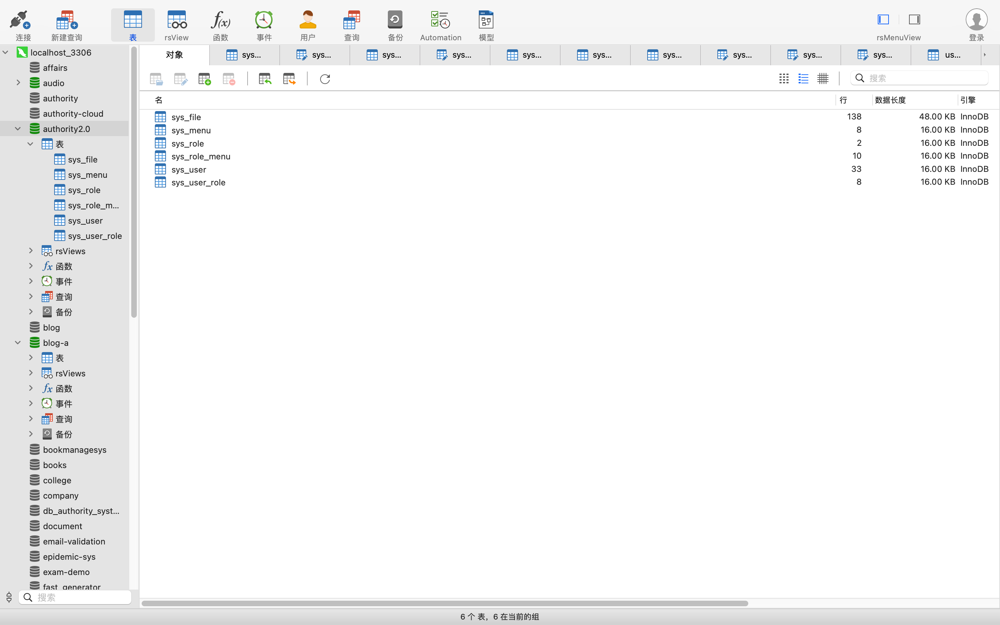 连接 新建查询 表 rsView 函数 事件 用户 查询 备份 Automation 模型 rsMenuView 登录
localhost_3306
affairs
audio
authority
authority-cloud
authority2.0
表
sys_file
sys_menu
sys_role
sys_role_m...
sys_user
sys_user_role
rsViews
函数
事件
查询
备份
blog
blog-a
表
rsViews
函数
事件
查询
备份
bookmanagesys
books
college
company
db_authority_syst...
document
email-validation
epidemic-sys
exam-demo
fast_generator
搜索
对象 sys... sys... sys... sys... sys... sys... sys... sys... sys... sys... us...
搜索
名 行 数据长度 引擎
sys_file 138 48.00 KB InnoDB
sys_menu 8 16.00 KB InnoDB
sys_role 2 16.00 KB InnoDB
sys_role_menu 10 16.00 KB InnoDB
sys_user 33 16.00 KB InnoDB
sys_user_role 8 16.00 KB InnoDB
6 个 表，6 在当前的组